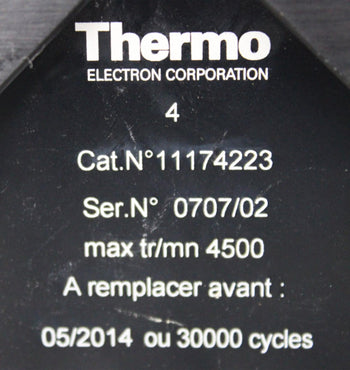 Thermo
ELECTRON CORPORATION
4
Cat.N°11174223
Ser.N° 0707/02
max tr/mn 4500
A remplacer avant :
05/2014 ou 30000 cycles